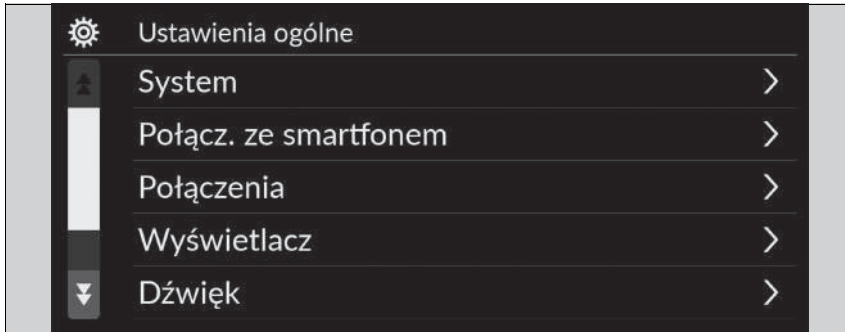 Ustawienia ogólne
System
Połącz. ze smartfonem
Połączenia
Wyświetlacz
Dźwięk